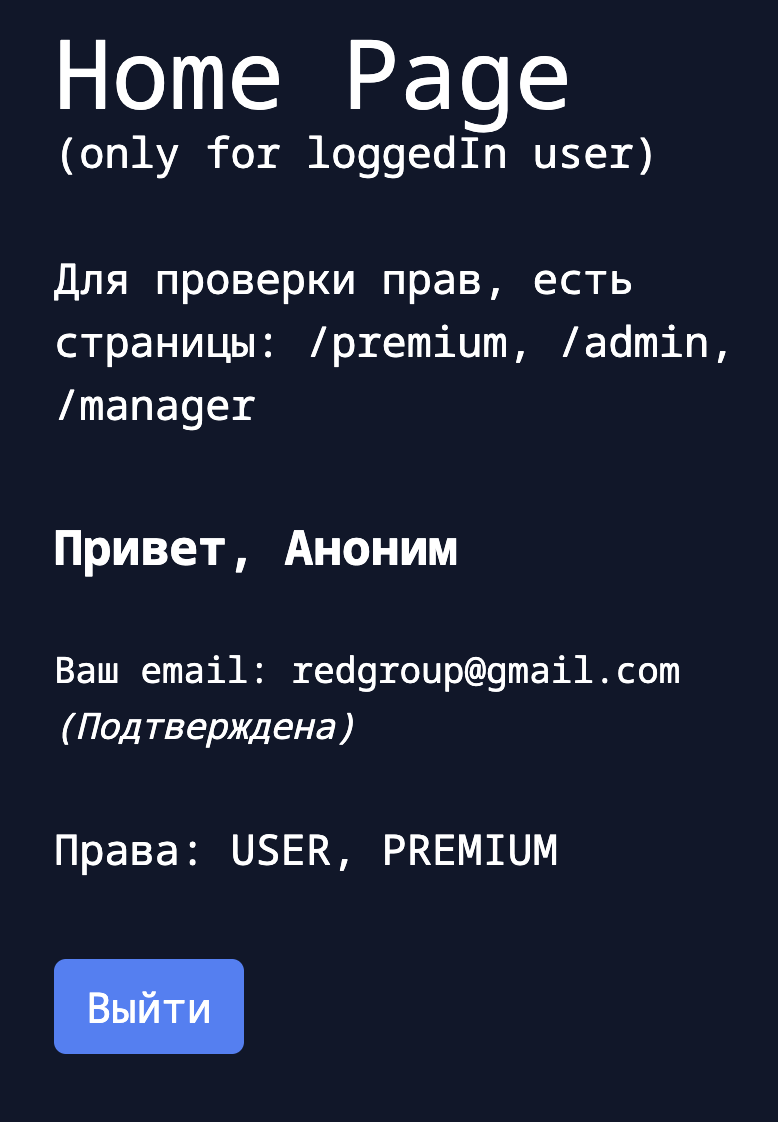 Home Page
(only for loggedIn user)
Для проверки прав, есть
страницы: /premium, /admin,
/manager
Привет, Аноним
Ваш email: redgroup@gmail.com
(Подтверждена)
Права: USER, PREMIUM
Выйти